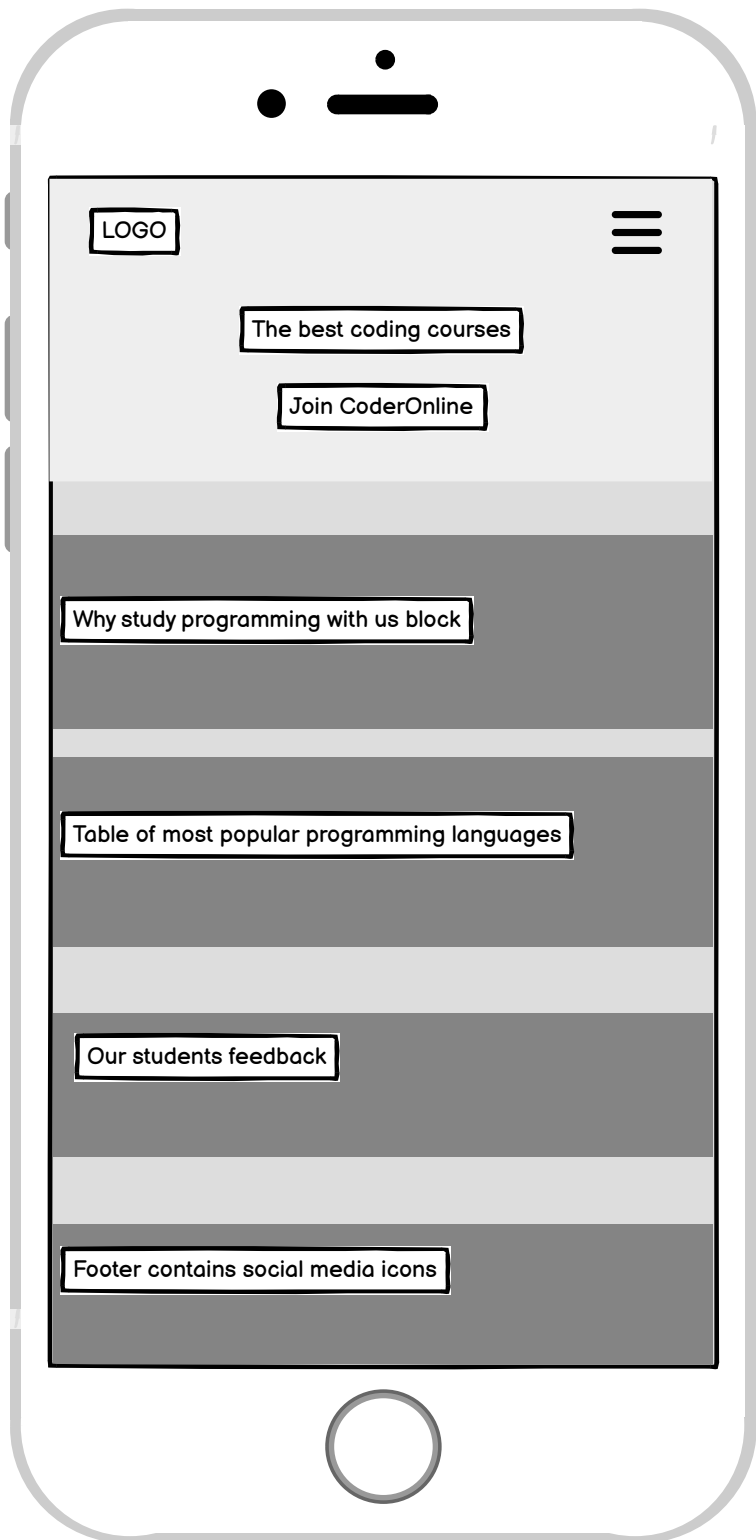 LOGO
The best coding courses
Join CoderOnline
Why study programming with us block
Table of most popular programming languages
Our students feedback
Footer contains social media icons